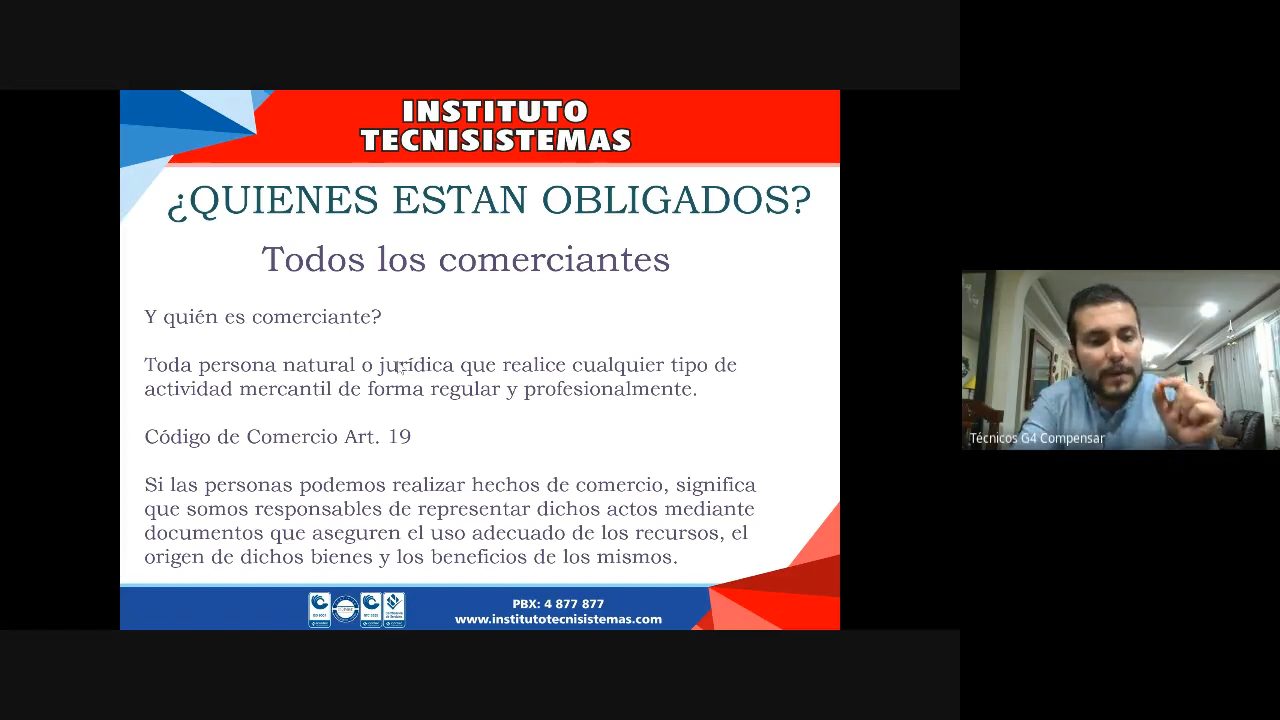 INSTITUTO
TECNISISTEMAS
¿QUIENES ESTAN OBLIGADOS?
Todos los comerciantes
Y quién es comerciante?
Toda persona natural o jurídica que realice cualquier tipo de
actividad mercantil de forma regular y profesionalmente.
Código de Comercio Art. 19
Si las personas podemos realizar hechos de comercio, significa
que somos responsables de representar dichos actos mediante
documentos que aseguren el uso adecuado de los recursos, el
origen de dichos bienes y los beneficios de los mismos.
PBX: 4 877 877
www.institutotecnisistemas.com
Técnicos G4 Compensar